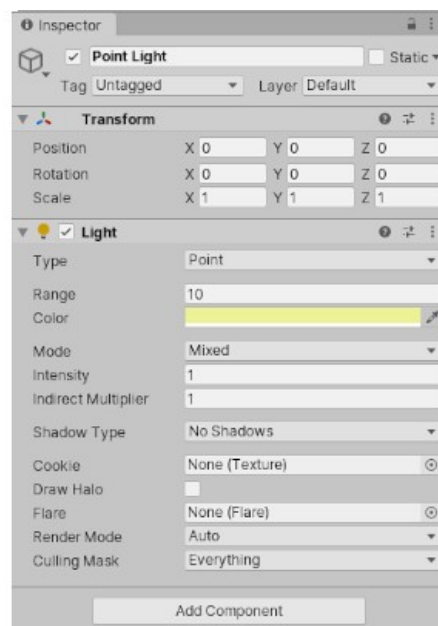 Inspector
Point Light Static
Tag Untagged Layer Default
Transform
Position X 0 Y 0 Z 0
Rotation X 0 Y 0 Z 0
Scale X 1 Y 1 Z 1
Light
Type Point
Range 10
Color
Mode Mixed
Intensity 1
Indirect Multiplier 1
Shadow Type No Shadows
Cookie None (Texture)
Draw Halo
Flare None (Flare)
Render Mode Auto
Culling Mask Everything
Add Component